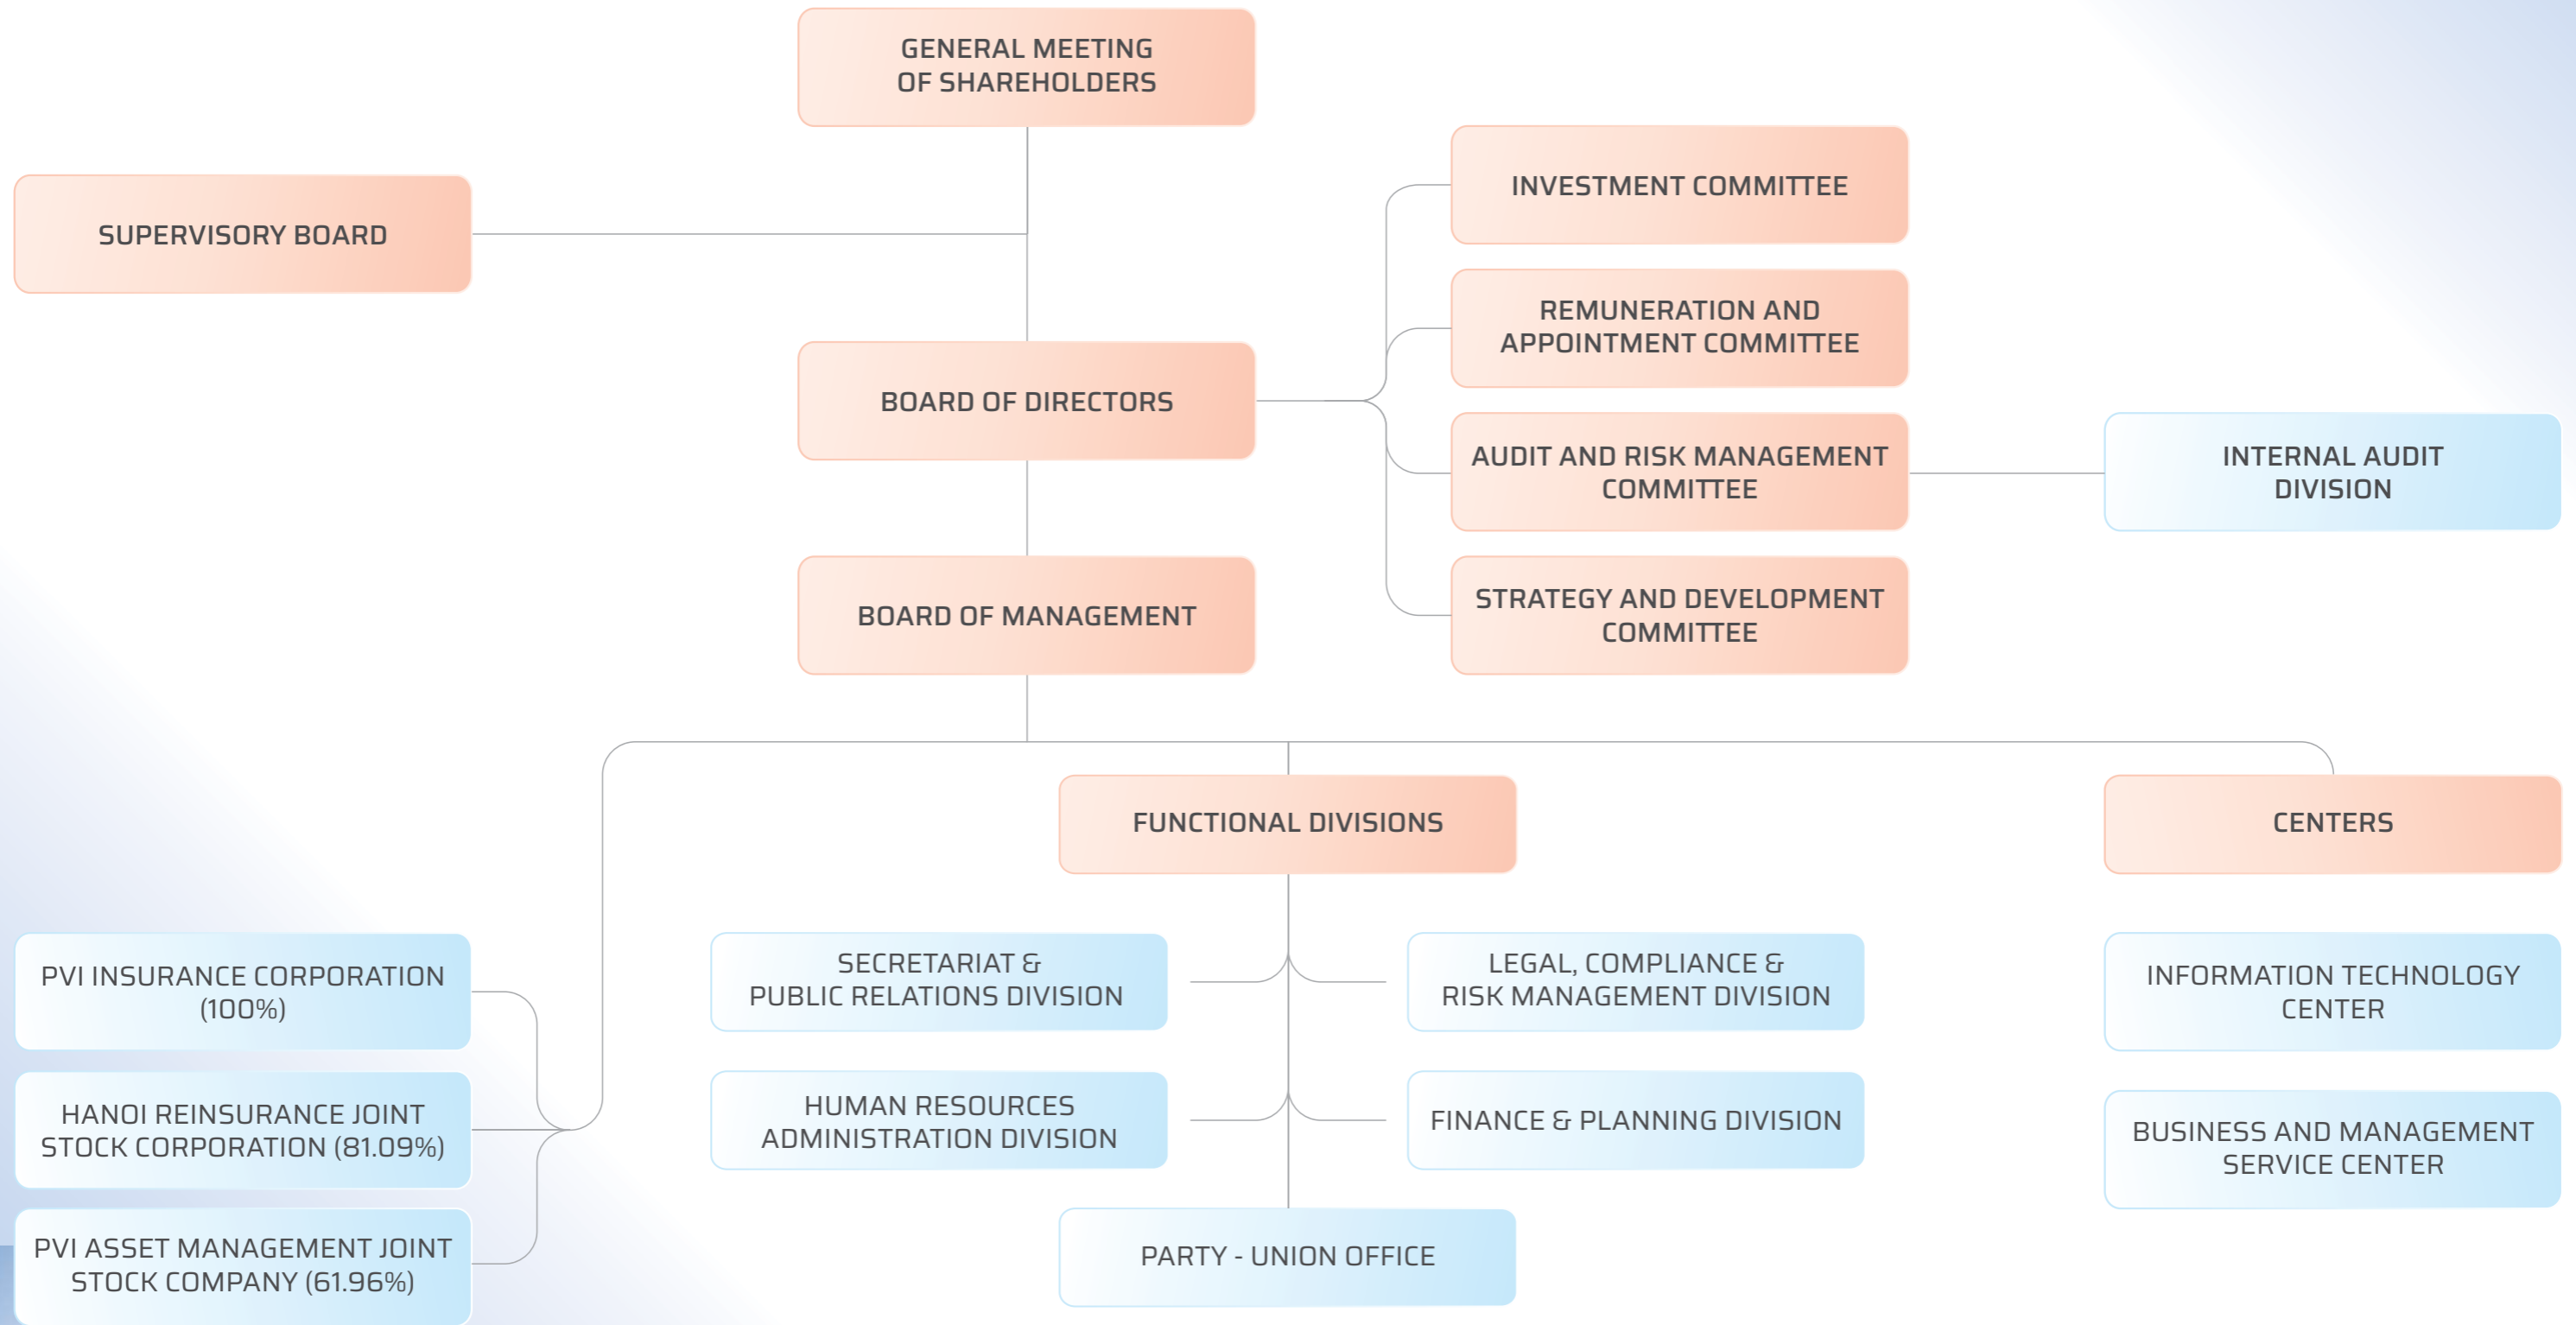 GENERAL MEETING
OF SHAREHOLDERS
SUPERVISORY BOARD
INVESTMENT COMMITTEE
REMUNERATION AND
APPOINTMENT COMMITTEE
BOARD OF DIRECTORS
AUDIT AND RISK MANAGEMENT
COMMITTEE
INTERNAL AUDIT
DIVISION
BOARD OF MANAGEMENT
STRATEGY AND DEVELOPMENT
COMMITTEE
FUNCTIONAL DIVISIONS
CENTERS
PVI INSURANCE CORPORATION
(100%)
HANOI REINSURANCE JOINT
STOCK CORPORATION (81.09%)
PVI ASSET MANAGEMENT JOINT
STOCK COMPANY (61.96%)
SECRETARIAT &
PUBLIC RELATIONS DIVISION
LEGAL, COMPLIANCE &
RISK MANAGEMENT DIVISION
HUMAN RESOURCES
ADMINISTRATION DIVISION
FINANCE & PLANNING DIVISION
PARTY - UNION OFFICE
INFORMATION TECHNOLOGY
CENTER
BUSINESS AND MANAGEMENT
SERVICE CENTER